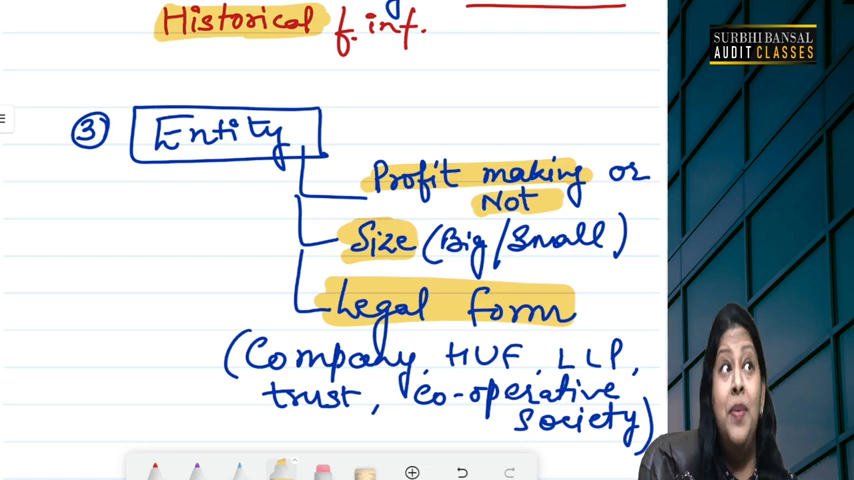 Historical f.inf.
SURBHI BANSAL
AUDIT CLASSES
③ Entity
Profit making or
Not
Size (Big/Small)
Legal form
(Company, HUF, LLP,
trust, Co-operative
Society)